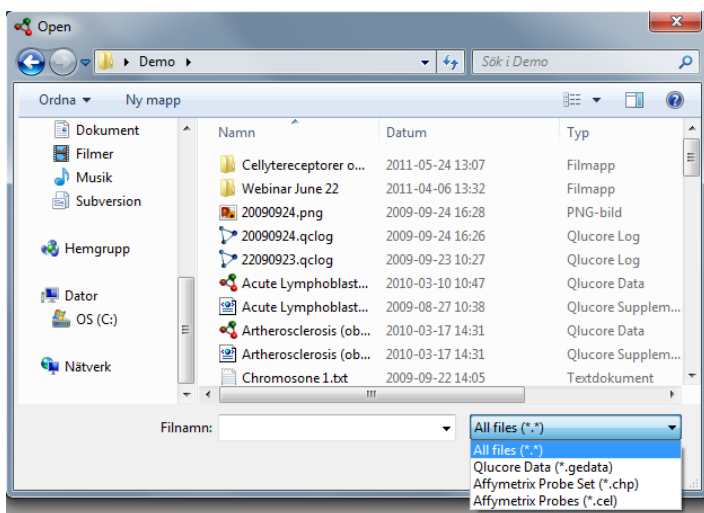 Open
Demo
Sök i Demo
Ordna
Ny mapp
Dokument
Filmer
Musik
Subversion
Hemgrupp
Dator
OS (C:)
Nätverk
Namn Datum Typ
Cellytereceptorer o... 2011-05-24 13:07 Filmapp
Webinar June 22 2011-04-06 13:32 Filmapp
20090924.png 2009-09-24 16:28 PNG-bild
20090924.qclog 2009-09-24 16:26 Qlucore Log
22090923.qclog 2009-09-23 10:27 Qlucore Log
Acute Lymphoblast... 2010-03-10 10:47 Qlucore Data
Acute Lymphoblast... 2009-08-27 10:38 Qlucore Supplem...
Artherosclerosis (ob... 2010-03-17 14:31 Qlucore Data
Artherosclerosis (ob... 2010-03-17 14:31 Qlucore Supplem...
Chromosone 1.txt 2009-09-22 14:05 Textdokument
Filnamn:
All files (*.*)
All files (*.*)
Qlucore Data (*.gedata)
Affymetrix Probe Set (*.chp)
Affymetrix Probes (*.cel)